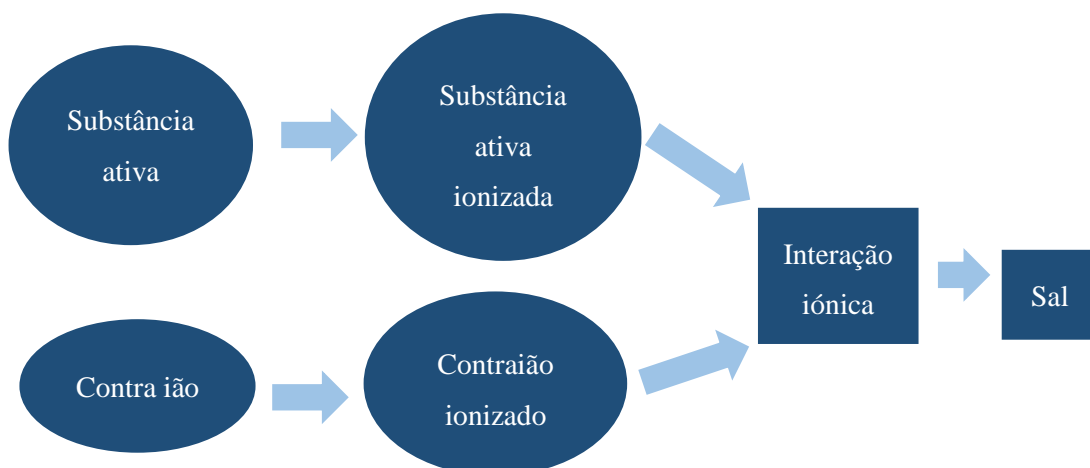 Substância
ativa
Substância
ativa
ionizada
Interação
iónica
Sal
Contra ião
Contraião
ionizado